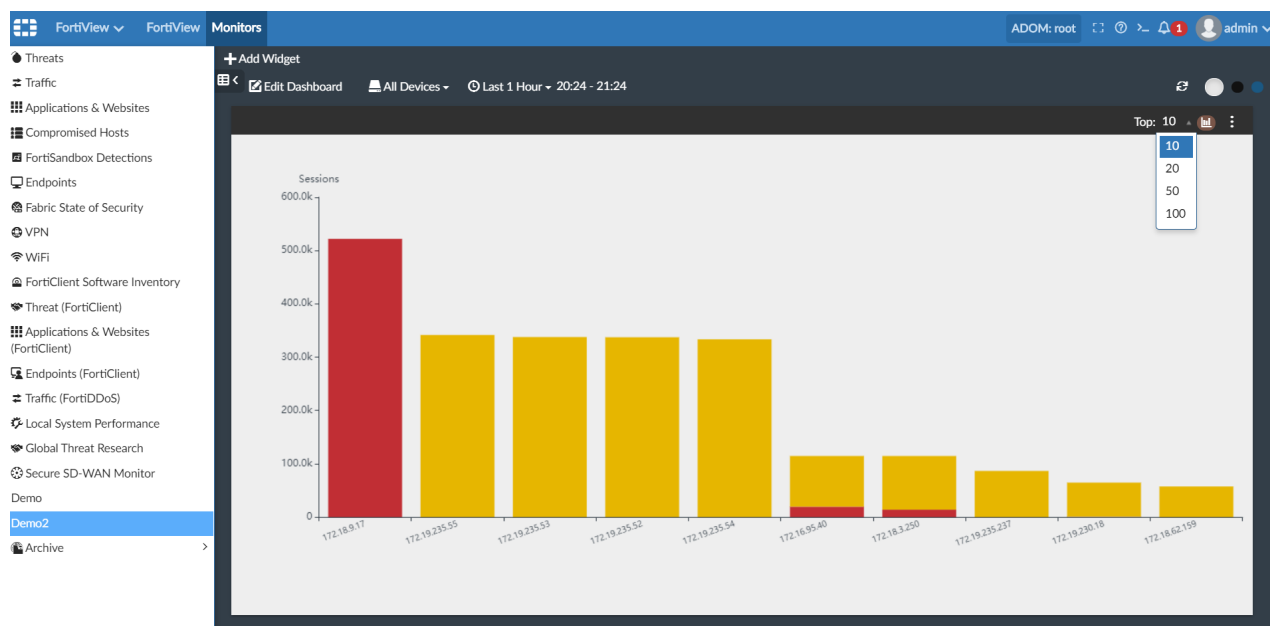 FortiView FortiView Monitors ADOM: root 1 admin
Threats
Traffic
Applications & Websites
Compromised Hosts
FortiSandbox Detections
Endpoints
Fabric State of Security
VPN
WiFi
FortiClient Software Inventory
Threat (FortiClient)
Applications & Websites
(FortiClient)
Endpoints (FortiClient)
Traffic (FortiDDoS)
Local System Performance
Global Threat Research
Secure SD-WAN Monitor
Demo
Demo2
Archive
Add Widget
Edit Dashboard All Devices Last 1 Hour 20:24 - 21:24
Top: 10
10
20
50
100
Sessions
600.0k
500.0k
400.0k
300.0k
200.0k
100.0k
0
172.18.9.17 172.19.235.55 172.19.235.53 172.19.235.52 172.19.235.54 172.16.95.40 172.18.3.250 172.19.235.237 172.19.230.18 172.18.62.159